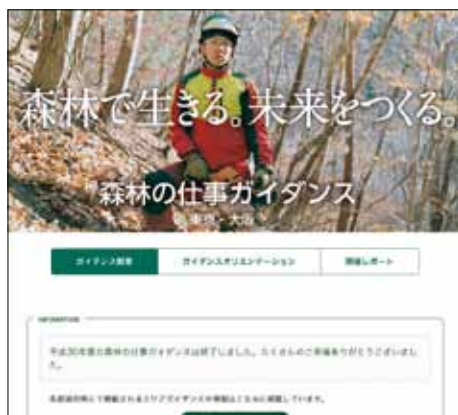 森林で生きる。未来をつくる。
森林の仕事ガイダンス
東京・大阪
ガイダンス概要 ガイダンスオリエンテーション 開催レポート
INFORMATION
平成30年度の森林の仕事ガイダンスは終了しました。たくさんのご来場ありがとうございまし
た。